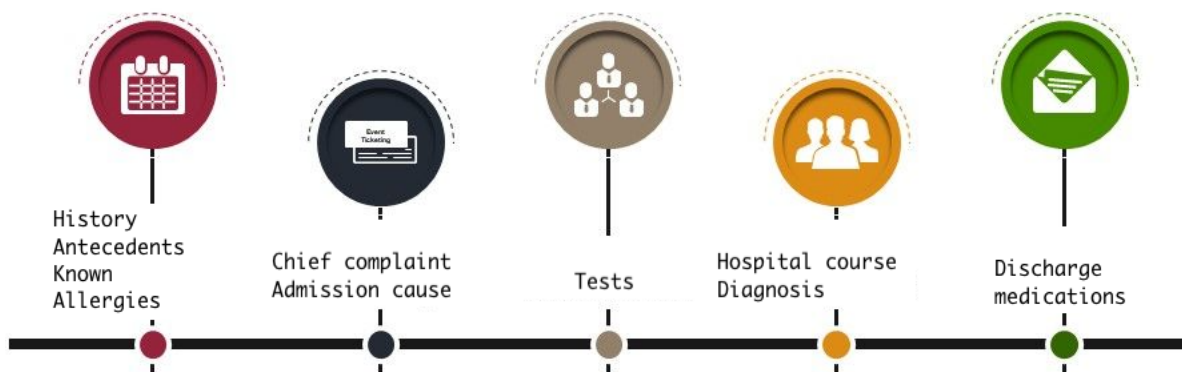 Event
Ticketing
History
Antecedents
Known
Allergies
Chief complaint
Admission cause
Tests
Hospital course
Diagnosis
Discharge
medications